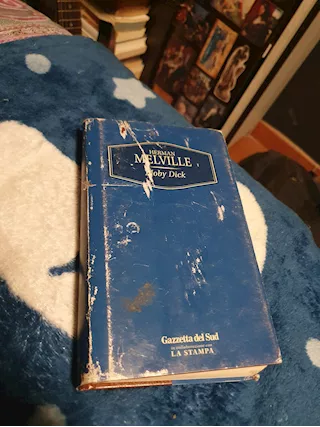 HERMAN
MELVILLE
Moby Dick
Gazzetta del Sud
LA STAMPA